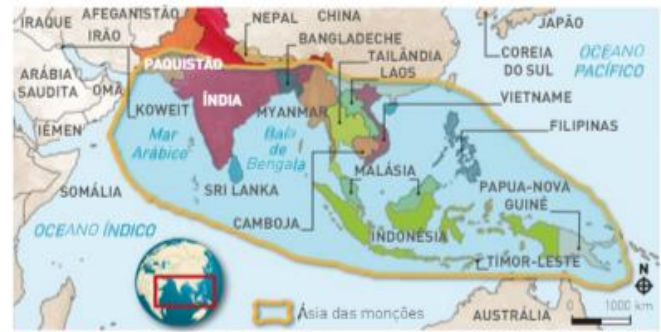 IRAQUE
AFEGANISTÃO
IRÃO
NEPAL
CHINA
BANGLADECHE
TAILÂNDIA
LAOS
JAPÃO
COREIA
DO SUL
OCEANO
PACÍFICO
ARÁBIA
SAUDITA
OMÃ
PAQUISTÃO
KOWEIT
ÍNDIA
MYANMAR
VIETNAME
IÉMEN
Mar
Arábico
Baía
de
Bengala
FILIPINAS
SOMÁLIA
SRI LANKA
MALÁSIA
PAPUA-NOVA
GUINÉ
OCEANO ÍNDICO
CAMBOJA
INDONÉSIA
TIMOR-LESTE
N
Ásia das monções
AUSTRÁLIA
0 1000 km